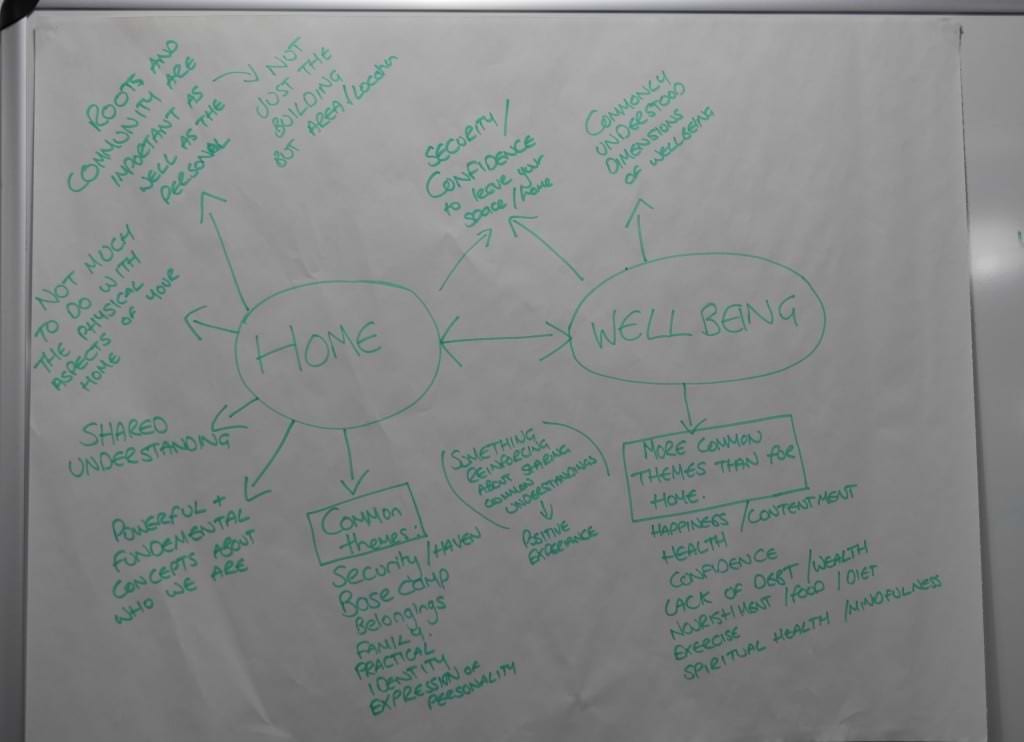 ROOTS AND
COMMUNITY ARE
IMPORTANT AS
WELL AS THE
PERSONAL
NOT
JUST THE
BUILDING
BUT AREA/Location
SECURITY/
CONFIDENCE
to leave your
space/home
COMMONLY
UNDERSTOOD
DIMENSIONS
OF WELLBEING
NOT MUCH
TO DO WITH
THE PHYSICAL
ASPECTS OF YOUR
HOME
HOME
WELLBEING
SHARED
UNDERSTANDING
POWERFUL +
FUNDEMENTAL
CONCEPTS ABOUT
WHO WE ARE
COMMON
themes:
Security/HAVEN
Base camp
Belongings
FAMILY.
PRACTICAL
IDENTITY
EXPRESSION OF
PERSONALITY
SOMETHING
REINFORCING
ABOUT SHARING
COMMON
UNDERSTANDINGS
POSITIVE
EXPERIENCE
MORE COMMON
THEMES THAN FOR
HOME.
HAPPINESS /CONTENTMENT
HEALTH
CONFIDENCE
LACK OF DEBT /WEALTH
NOURISHMENT /FOOD /DIET
EXERCISE
SPIRITUAL HEALTH /MINDFULNESS